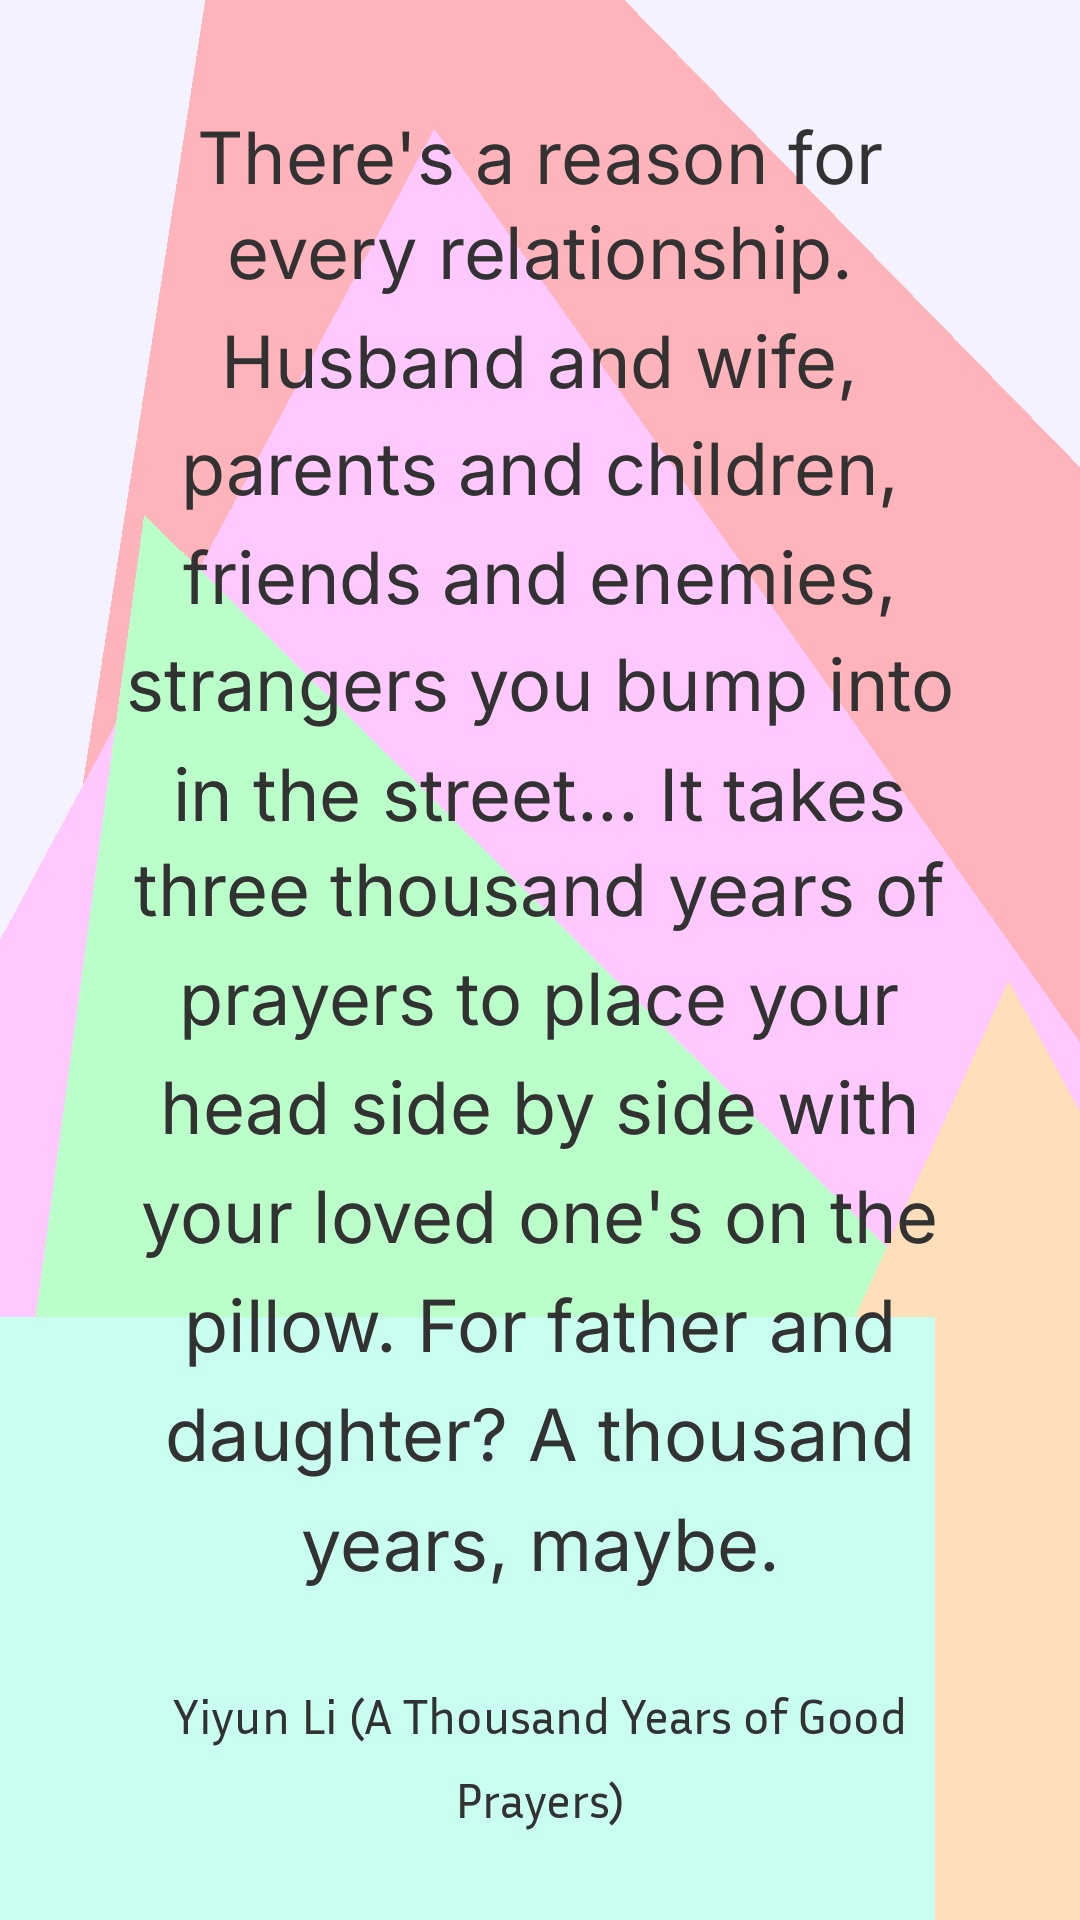 There's a reason for
every relationship.
Husband and wife,
parents and children,
friends and enemies,
strangers you bump into
in the street... It takes
three thousand years of
prayers to place your
head side by side with
your loved one's on the
pillow. For father and
daughter? A thousand
years, maybe.
Yiyun Li (A Thousand Years of Good
Prayers)